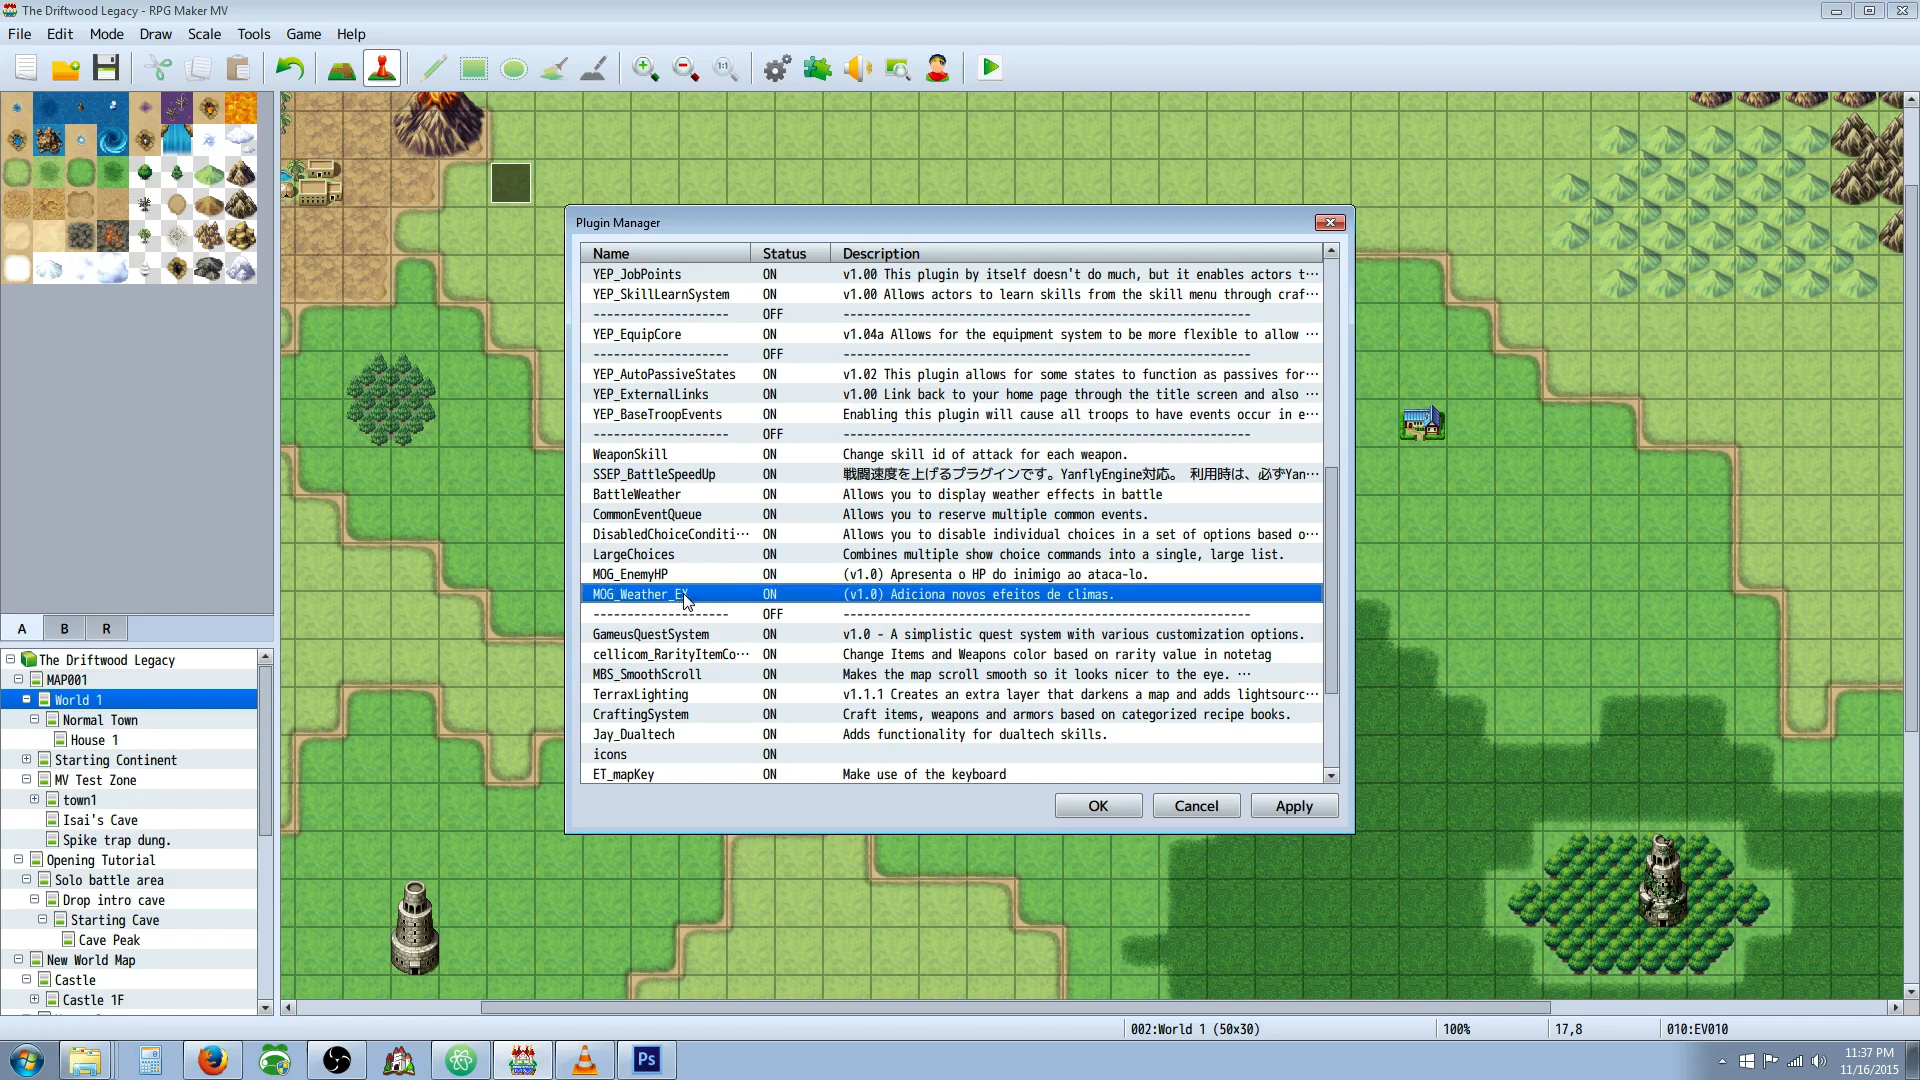 The Driftwood Legacy - RPG Maker MV
File Edit Mode Draw Scale Tools Game Help
1:1
Plugin Manager
Name Status Description
YEP_JobPoints ON v1.00 This plugin by itself doesn't do much, but it enables actors t···
YEP_SkillLearnSystem ON v1.00 Allows actors to learn skills from the skill menu through craf···
-------------------- OFF ------------------------------------------------------------
YEP_EquipCore ON v1.04a Allows for the equipment system to be more flexible to allow ···
-------------------- OFF ------------------------------------------------------------
YEP_AutoPassiveStates ON v1.02 This plugin allows for some states to function as passives for···
YEP_ExternalLinks ON v1.00 Link back to your home page through the title screen and also ···
YEP_BaseTroopEvents ON Enabling this plugin will cause all troops to have events occur in e···
-------------------- OFF ------------------------------------------------------------
WeaponSkill ON Change skill id of attack for each weapon.
SSEP_BattleSpeedUp ON 戦闘速度を上げるプラグインです。YanflyEngine対応。 利用時は、必ずYan···
BattleWeather ON Allows you to display weather effects in battle
CommonEventQueue ON Allows you to reserve multiple common events.
DisabledChoiceConditi··· ON Allows you to disable individual choices in a set of options based o···
LargeChoices ON Combines multiple show choice commands into a single, large list.
MOG_EnemyHP ON (v1.0) Apresenta o HP do inimigo ao ataca-lo.
MOG_Weather_EX ON (v1.0) Adiciona novos efeitos de climas.
-------------------- OFF ------------------------------------------------------------
GameusQuestSystem ON v1.0 - A simplistic quest system with various customization options.
cellicom_RarityItemCo··· ON Change Items and Weapons color based on rarity value in notetag
MBS_SmoothScroll ON Makes the map scroll smooth so it looks nicer to the eye. ···
TerraxLighting ON v1.1.1 Creates an extra layer that darkens a map and adds lightsourc···
CraftingSystem ON Craft items, weapons and armors based on categorized recipe books.
Jay_Dualtech ON Adds functionality for dualtech skills.
icons ON
ET_mapKey ON Make use of the keyboard
OK Cancel Apply
A B R
The Driftwood Legacy
MAP001
World 1
Normal Town
House 1
Starting Continent
MV Test Zone
town1
Isai's Cave
Spike trap dung.
Opening Tutorial
Solo battle area
Drop intro cave
Starting Cave
Cave Peak
New World Map
Castle
Castle 1F
002:World 1 (50x30) 100% 17,8 010:EV010
Ps
11:37 PM
11/16/2015